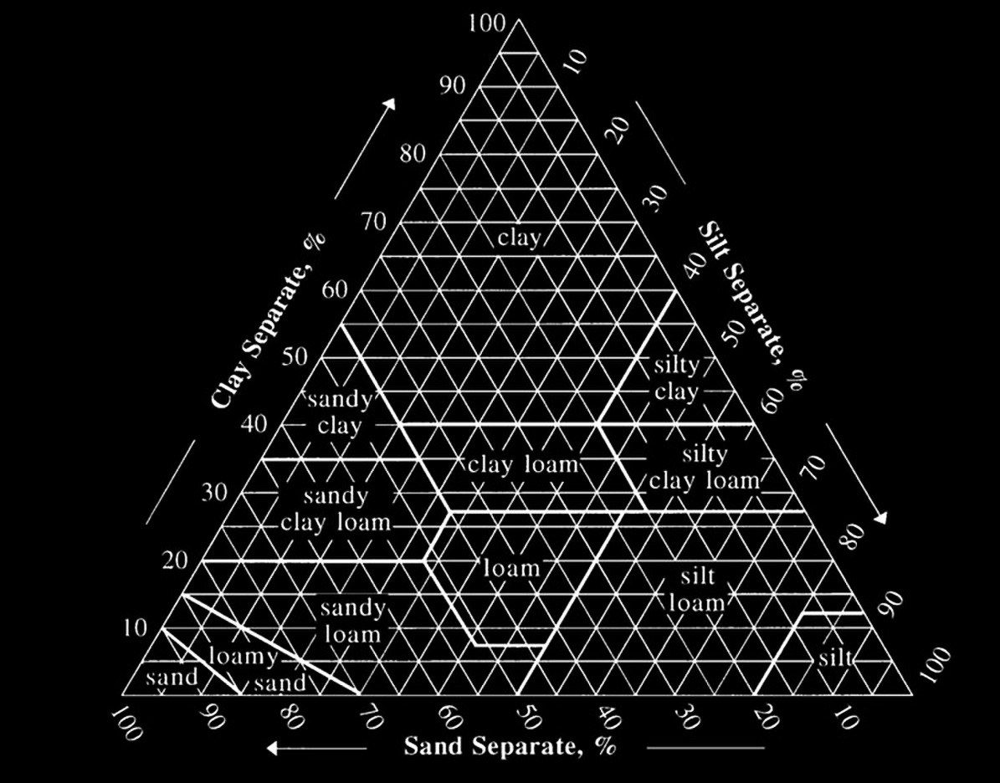 100
10
90
20
80
30
70
clay
40
60
50
50
silty
clay
60
sandy
clay
40
clay loam
silty
clay loam
70
30
sandy
clay loam
80
20
loam
silt
loam
90
sandy
loam
10
loamy
sand
silt
sand
100
100
90
80
70
60
50
40
30
20
10
Clay Separate, %
Silt Separate, %
Sand Separate, %